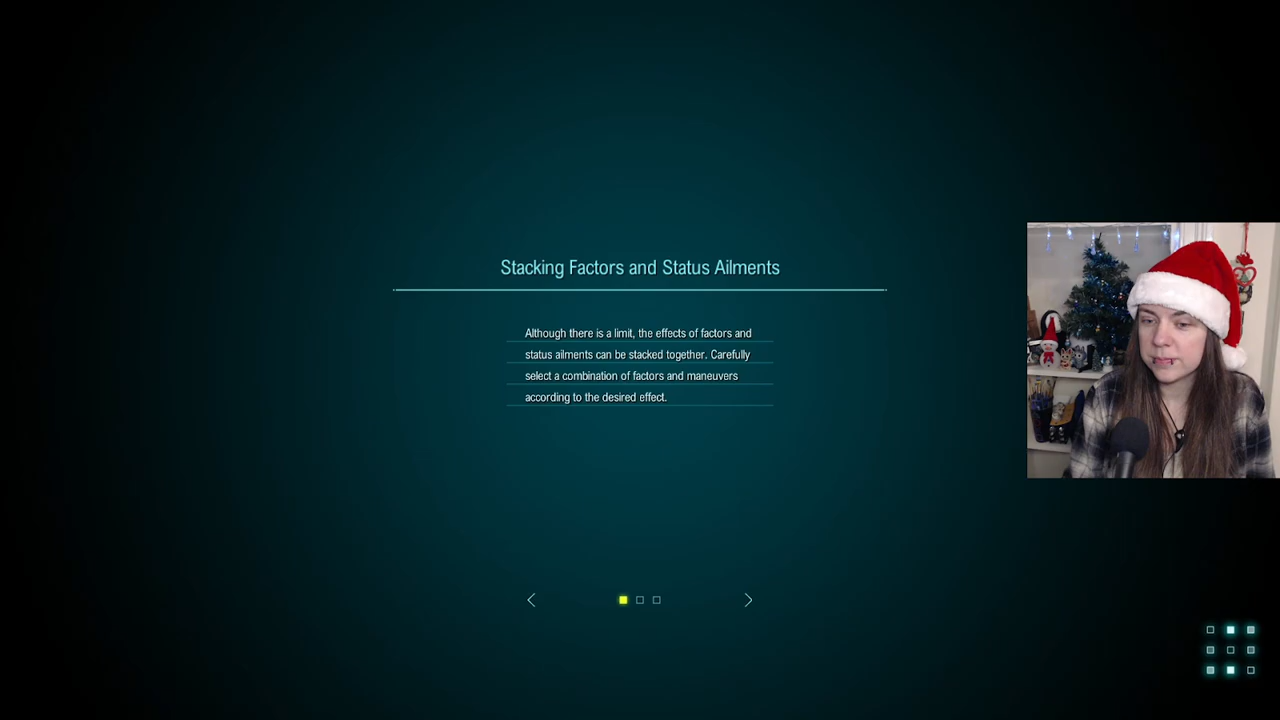 Stacking Factors and Status Ailments
Although there is a limit, the effects of factors and
status ailments can be stacked together. Carefully
select a combination of factors and maneuvers
according to the desired effect.